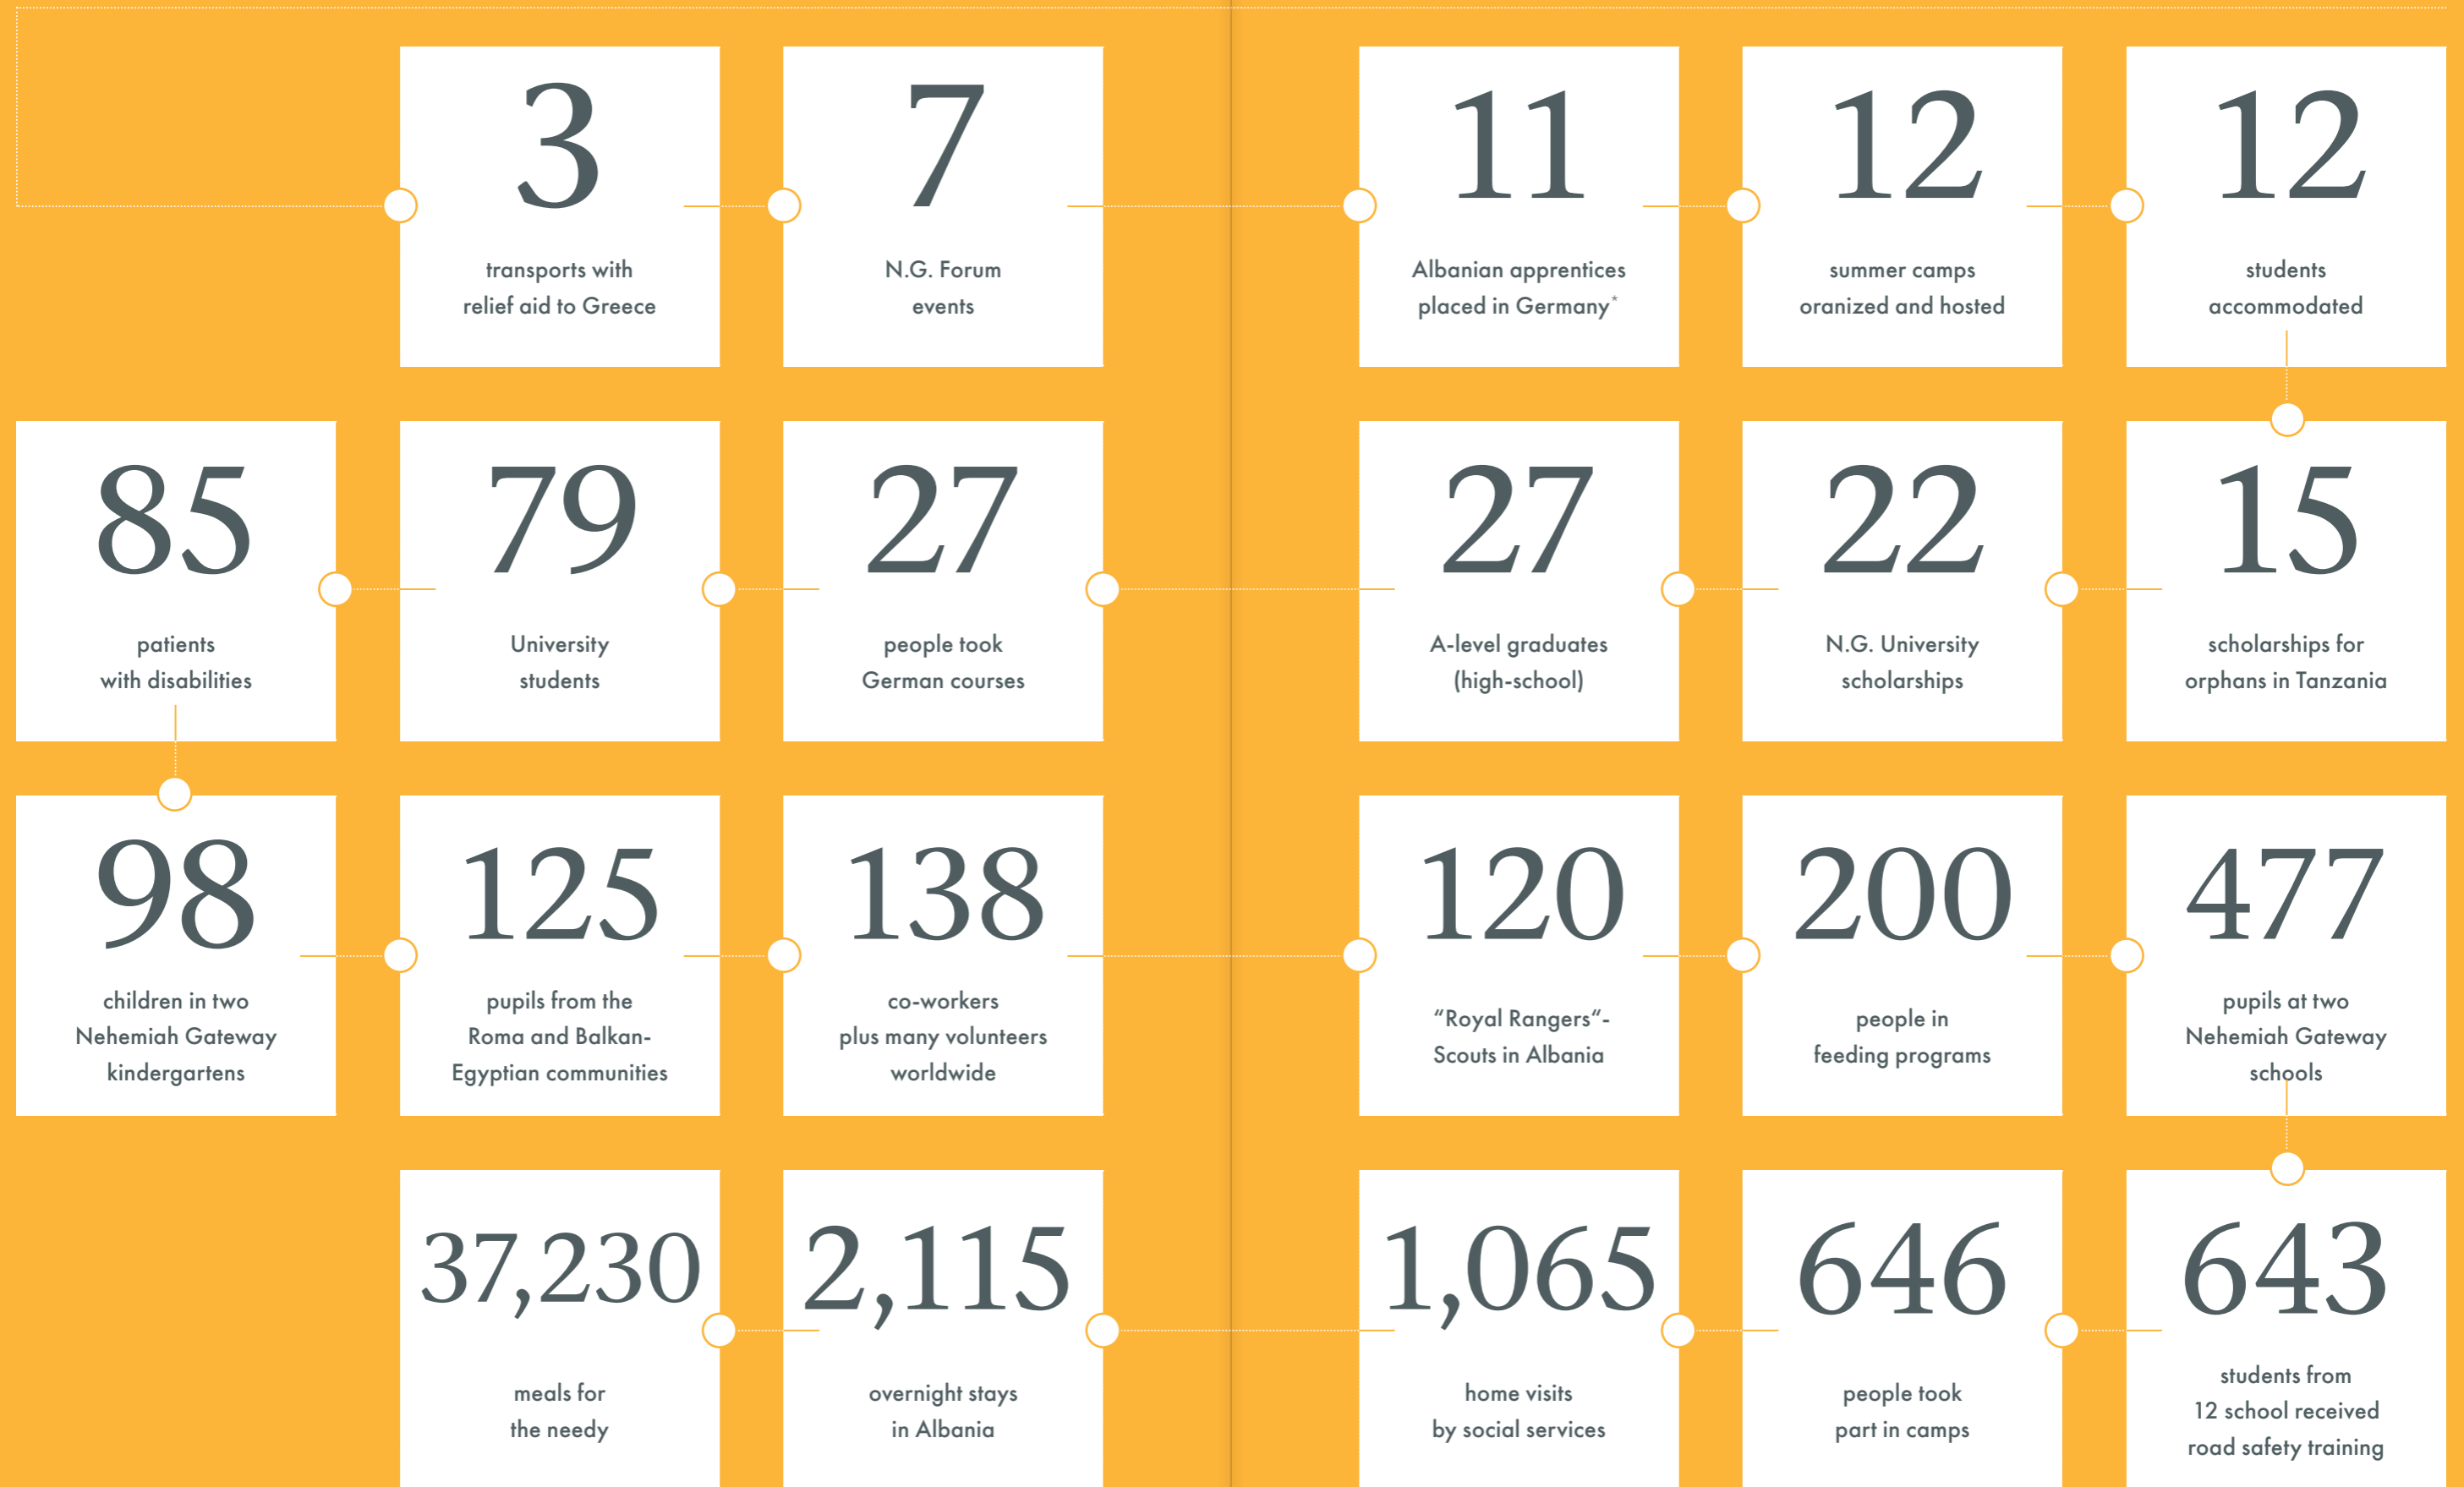 3
transports with
relief aid to Greece
7
N.G. Forum
events
11
Albanian apprentices
placed in Germany*
12
summer camps
oranized and hosted
12
students
accommodated
85
patients
with disabilities
79
University
students
27
people took
German courses
27
A-level graduates
(high-school)
22
N.G. University
scholarships
15
scholarships for
orphans in Tanzania
98
children in two
Nehemiah Gateway
kindergartens
125
pupils from the
Roma and Balkan-
Egyptian communities
138
co-workers
plus many volunteers
worldwide
120
“Royal Rangers“-
Scouts in Albania
200
people in
feeding programs
477
pupils at two
Nehemiah Gateway
schools
37,230
meals for
the needy
2,115
overnight stays
in Albania
1,065
home visits
by social services
646
people took
part in camps
643
students from
12 school received
road safety training